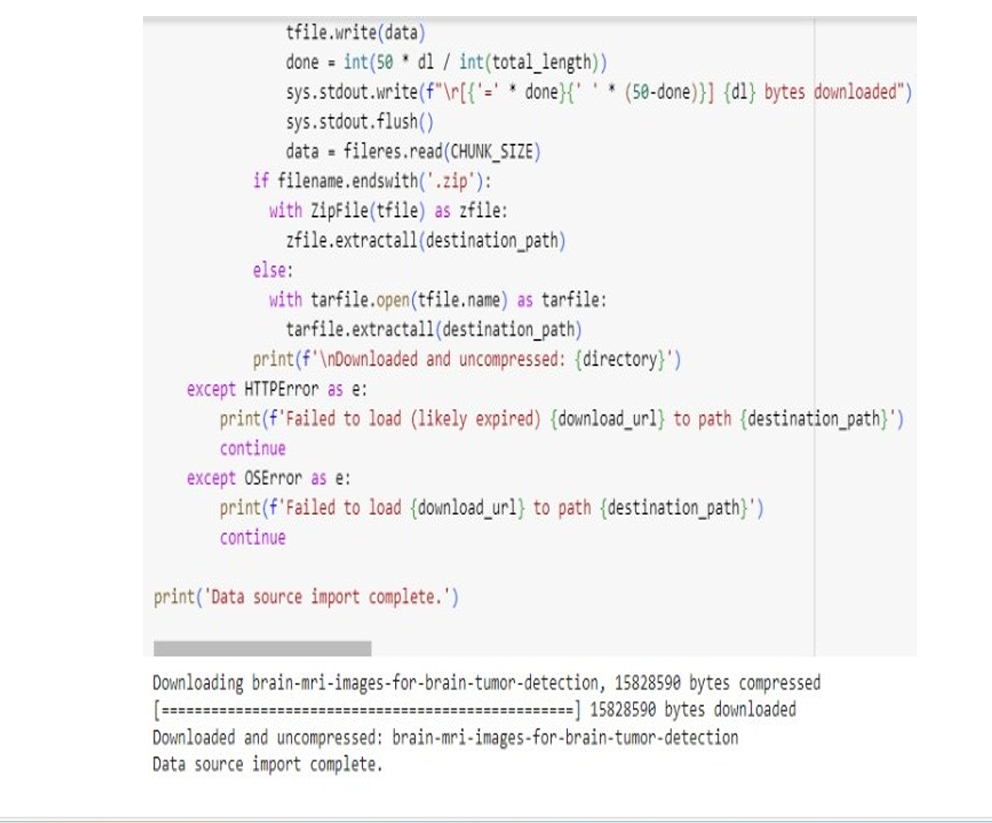 tfile.write(data)
done = int(50 * dl / int(total_length))
sys.stdout.write(f"\r[{'=' * done}{' ' * (50-done)}] {dl} bytes downloaded")
sys.stdout.flush()
data = fileres.read(CHUNK_SIZE)
if filename.endswith('.zip'):
with ZipFile(tfile) as zfile:
zfile.extractall(destination_path)
else:
with tarfile.open(tfile.name) as tarfile:
tarfile.extractall(destination_path)
print(f'\nDownloaded and uncompressed: {directory}')
except HTTPError as e:
print(f'Failed to load (likely expired) {download_url} to path {destination_path}')
continue
except OSError as e:
print(f'Failed to load {download_url} to path {destination_path}')
continue
print('Data source import complete.')
Downloading brain-mri-images-for-brain-tumor-detection, 15828590 bytes compressed
[==================================================] 15828590 bytes downloaded
Downloaded and uncompressed: brain-mri-images-for-brain-tumor-detection
Data source import complete.